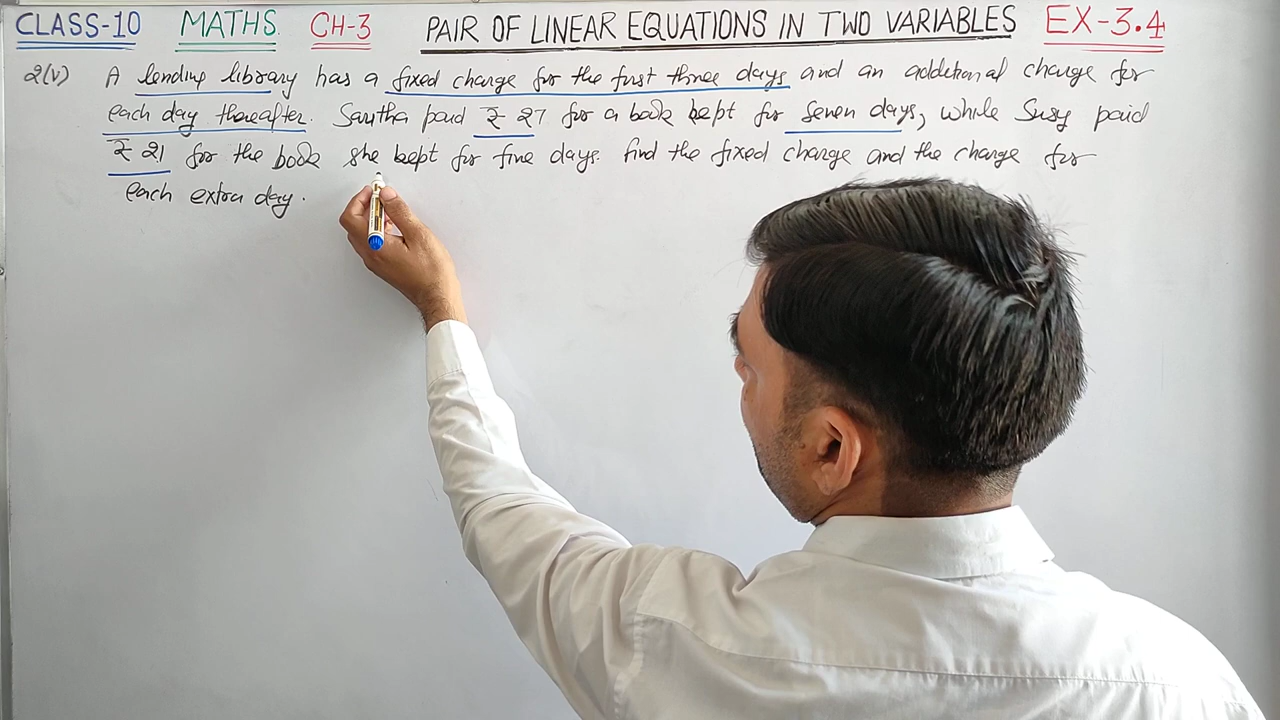 CLASS-10 MATHS CH-3 PAIR OF LINEAR EQUATIONS IN TWO VARIABLES EX-3.4
2(v) A lending library has a fixed charge for the first three days and an additional charge for
each day thereafter. Saritha paid ₹ 27 for a book kept for seven days, while Susy paid
₹ 21 for the book she kept for five days. Find the fixed charge and the charge for
each extra day.